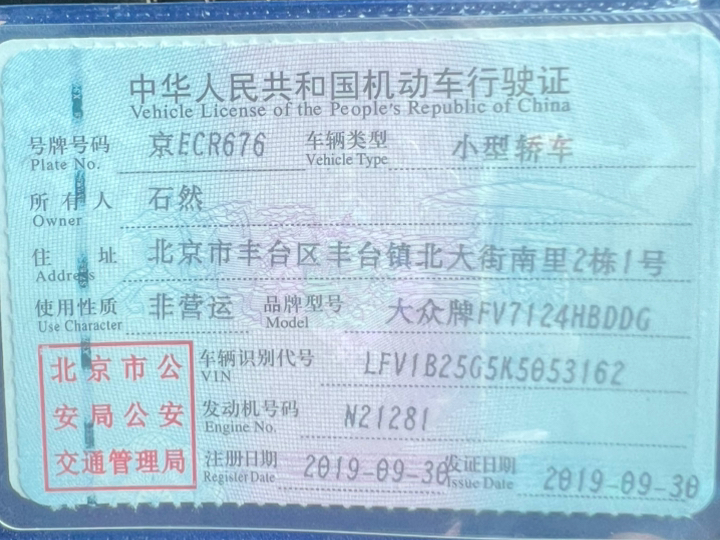 中华人民共和国机动车行驶证
Vehicle License of the People's Republic of China
号牌号码 京ECR676 车辆类型 小型轿车
Plate No. Vehicle Type
所有人 石然
Owner
住址 北京市丰台区丰台镇北大街南里2栋1号
Address
使用性质 非营运 品牌型号 大众牌FV7124HBDDG
Use Character Model
北京市公 车辆识别代号 LFV1B25G5K5053162
VIN
安局公安 发动机号码 N21281
Engine No.
交通管理局 注册日期 2019-09-30 发证日期 2019-09-30
Register Date Issue Date